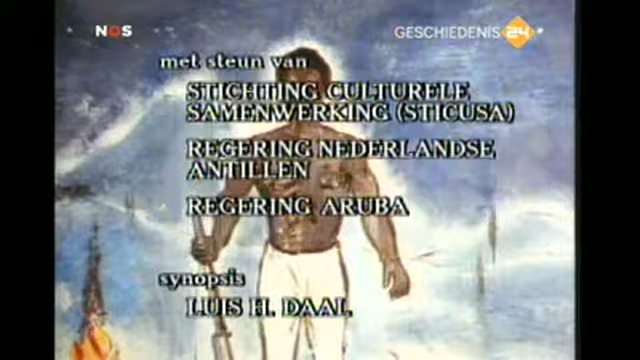 NOS
GESCHIEDENIS 24
met steun van
STICHTING CULTURELE
SAMENWERKING (STICUSA)
REGERING NEDERLANDSE
ANTILLEN
REGERING ARUBA
synopsis
LUIS H. DAAL